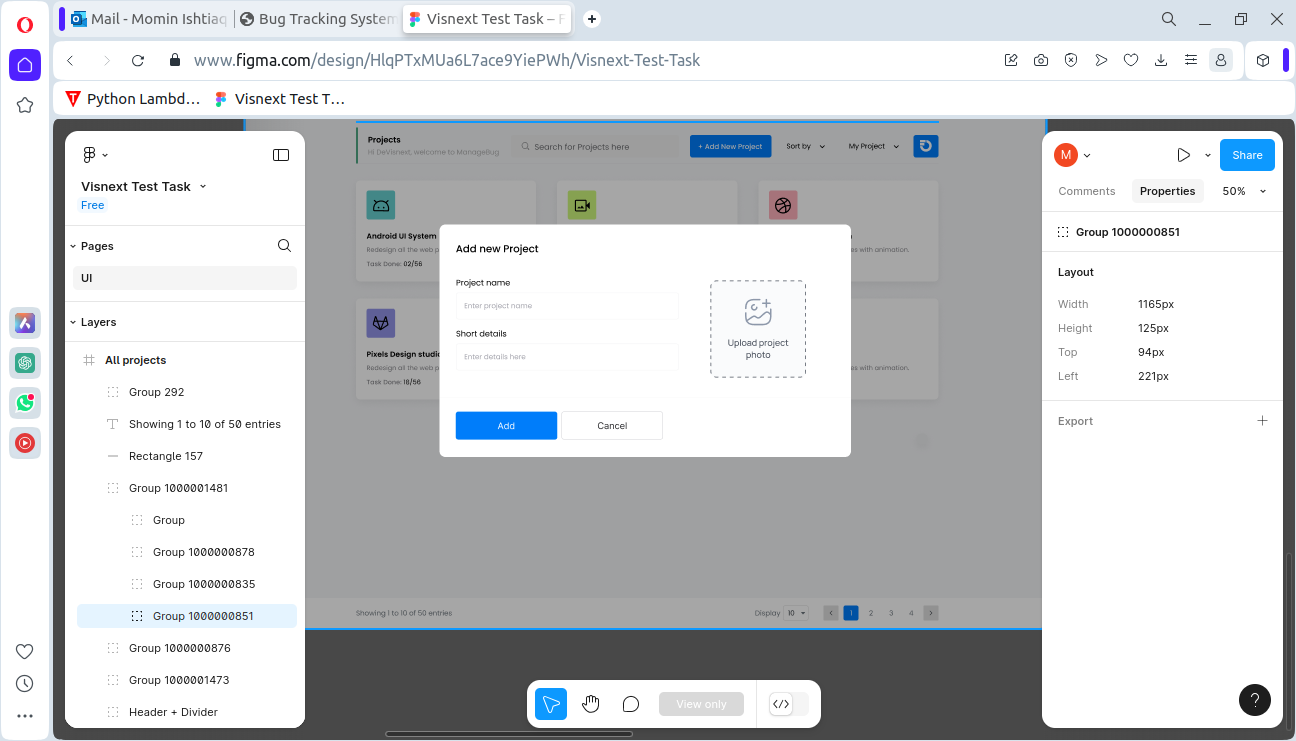 Mail - Momin Ishtiaq
Bug Tracking System
Visnext Test Task – F
www.figma.com/design/HlqPTxMUa6L7ace9YiePWh/Visnext-Test-Task
Python Lambd...
Visnext Test T...
Visnext Test Task
Free
Pages
UI
Layers
All projects
Group 292
Showing 1 to 10 of 50 entries
Rectangle 157
Group 1000001481
Group
Group 1000000878
Group 1000000835
Group 1000000851
Group 1000000876
Group 1000001473
Header + Divider
Projects
Hi DeVisnest, welcome to ManageBug
Search for Projects here
+ Add New Project
Sort by
My Project
Android UI System
Redesign all the web p
Task Done: 02/56
es with animation.
Pixels Design studio
Redesign all the web p
Task Done: 18/56
es with animation.
Add new Project
Project name
Enter project name
Short details
Enter details here
Upload project
photo
Add
Cancel
Showing 1 to 10 of 50 entries
Display 10
< 1 2 3 4 >
View only
</>
M
Share
Comments
Properties
50%
Group 1000000851
Layout
Width 1165px
Height 125px
Top 94px
Left 221px
Export
?